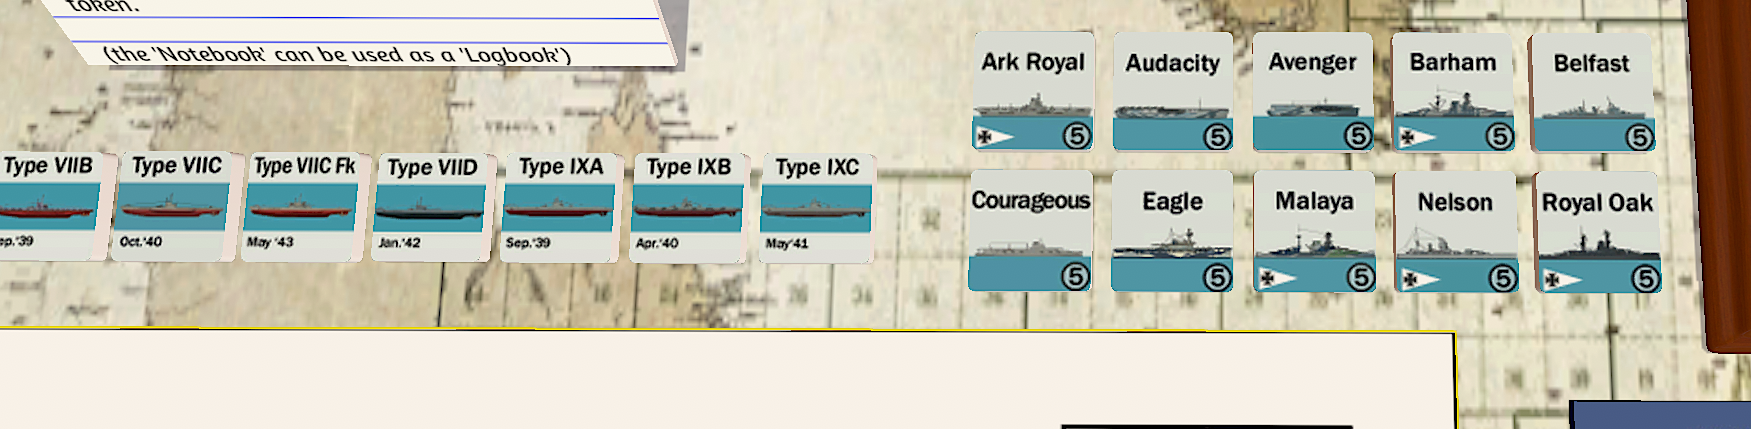 token.
(the 'Notebook' can be used as a 'Logbook')
Type VIIB
Type VIIC
Oct.'40
Type VIIC Fk
May '43
Type VIID
Jan.'42
Type IXA
Sep.'39
Type IXB
Apr.'40
Type IXC
May'41
Ark Royal
5
Audacity
5
Avenger
5
Barham
5
Belfast
5
Courageous
5
Eagle
5
Malaya
5
Nelson
5
Royal Oak
5